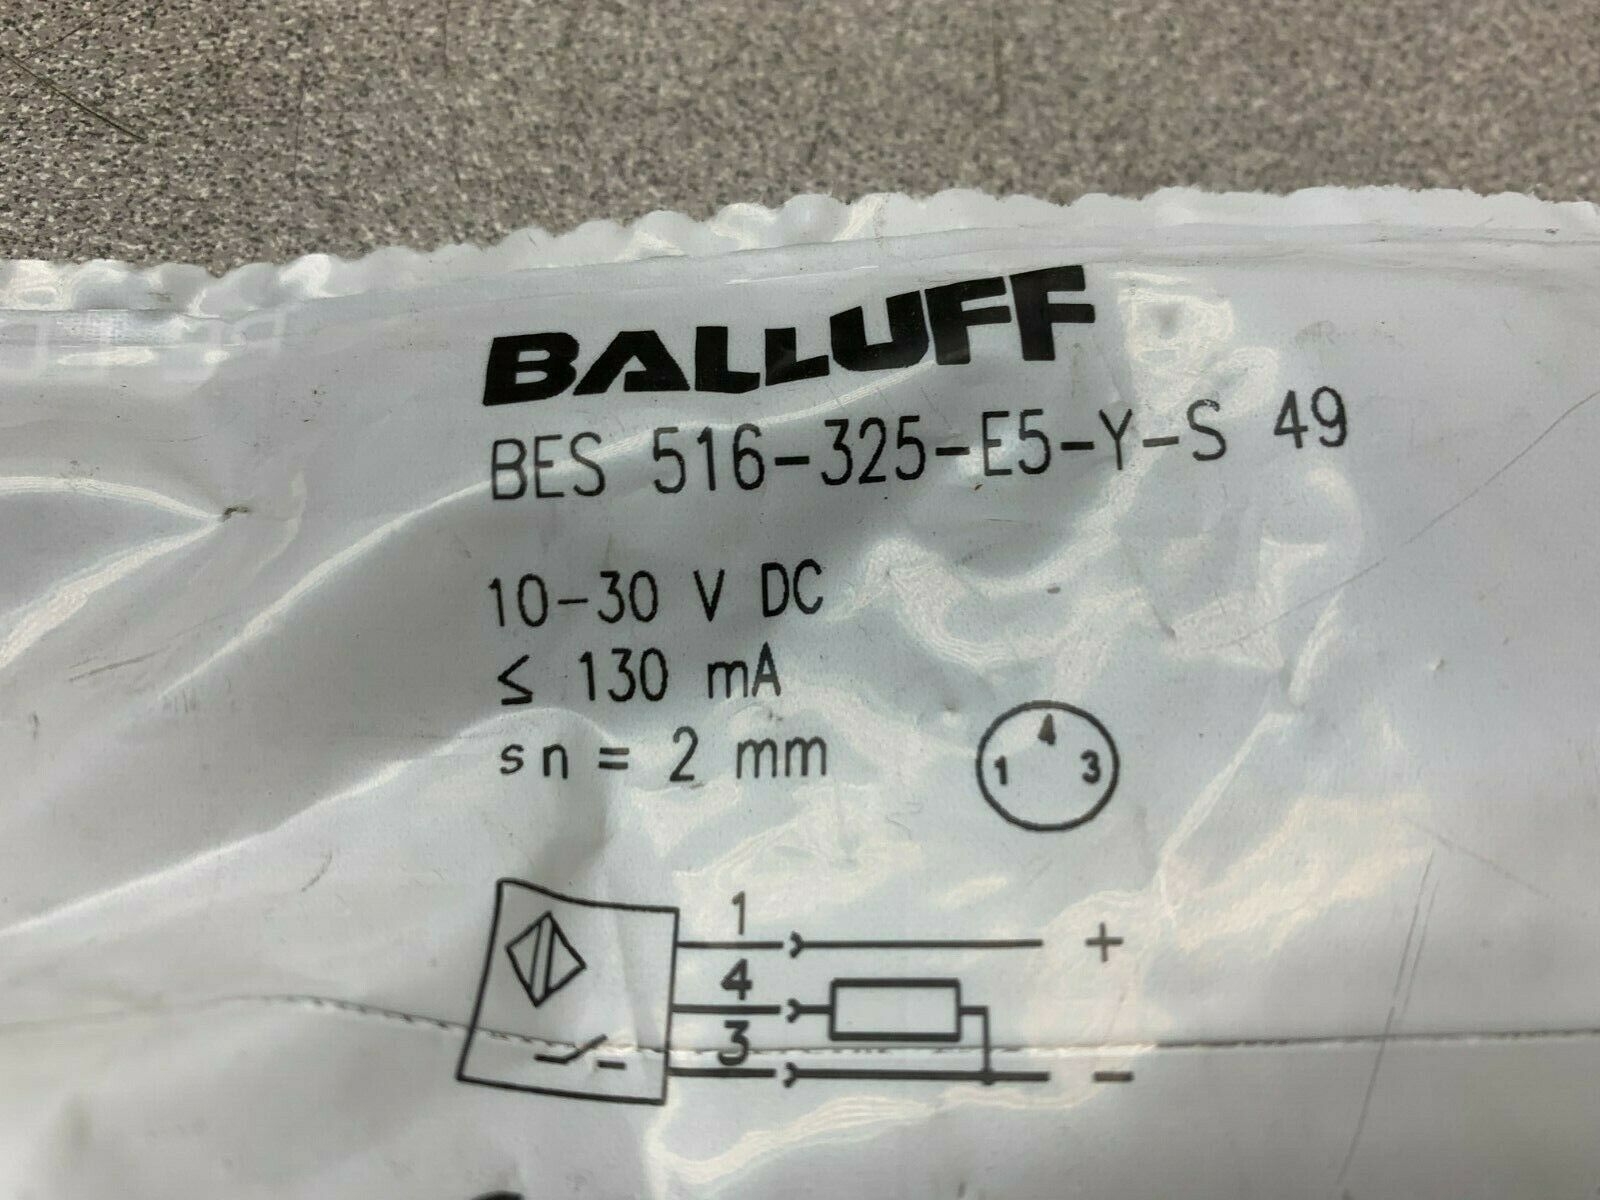 BALLUFF
BES 516-325-E5-Y-S 49
10-30 V DC
≤ 130 mA
sn = 2 mm
4
1 3
1 +
4
3 -